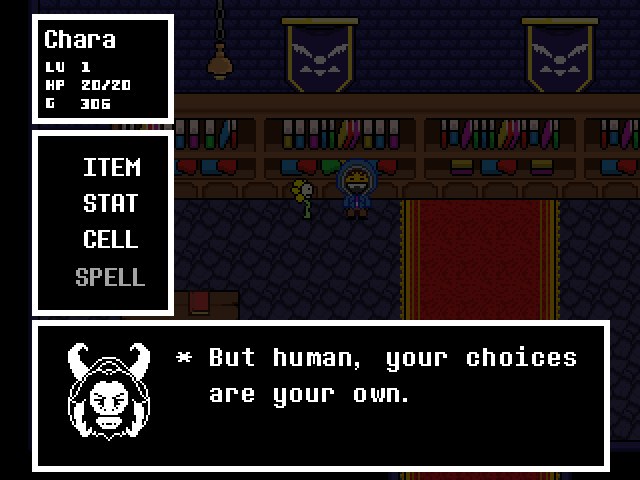 Chara
LV 1
HP 20/20
G 306
ITEM
STAT
CELL
SPELL
* But human, your choices
are your own.